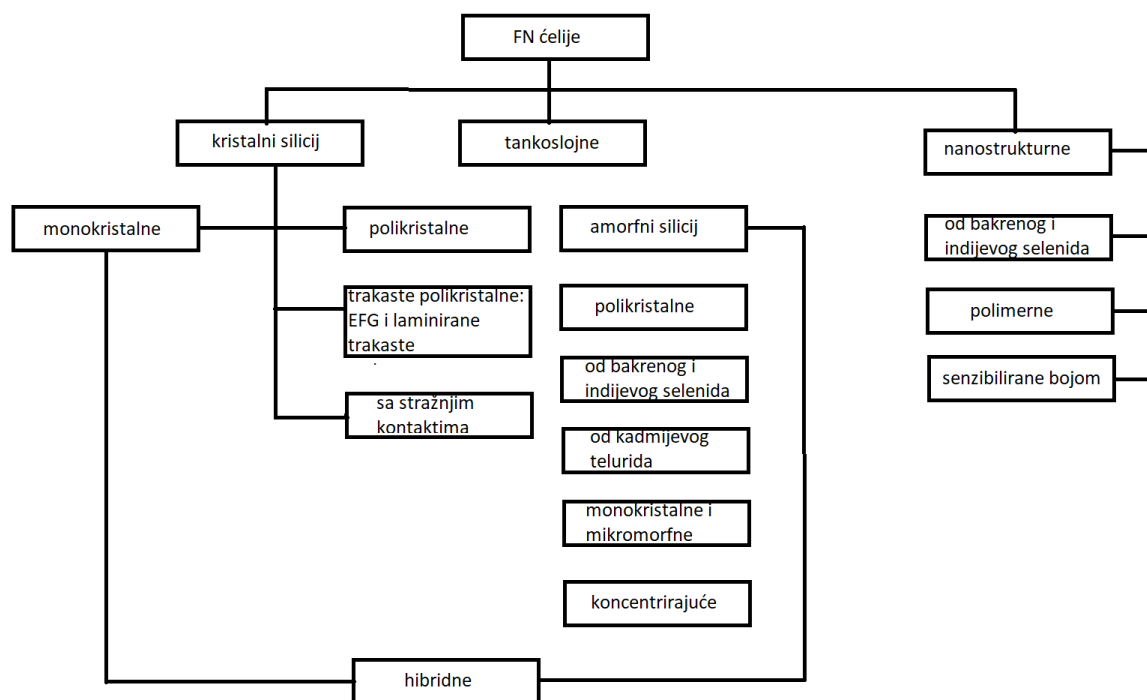 FN ćelije
kristalni silicij
tankoslojne
nanostrukturne
monokristalne
polikristalne
trakaste polikristalne:
EFG i laminirane
trakaste
sa stražnjim
kontaktima
amorfni silicij
polikristalne
od bakrenog i
indijevog selenida
od kadmijevog
telurida
monokristalne i
mikromorfne
koncentrirajuće
od bakrenog i
indijevog selenida
polimerne
senzibilirane bojom
hibridne